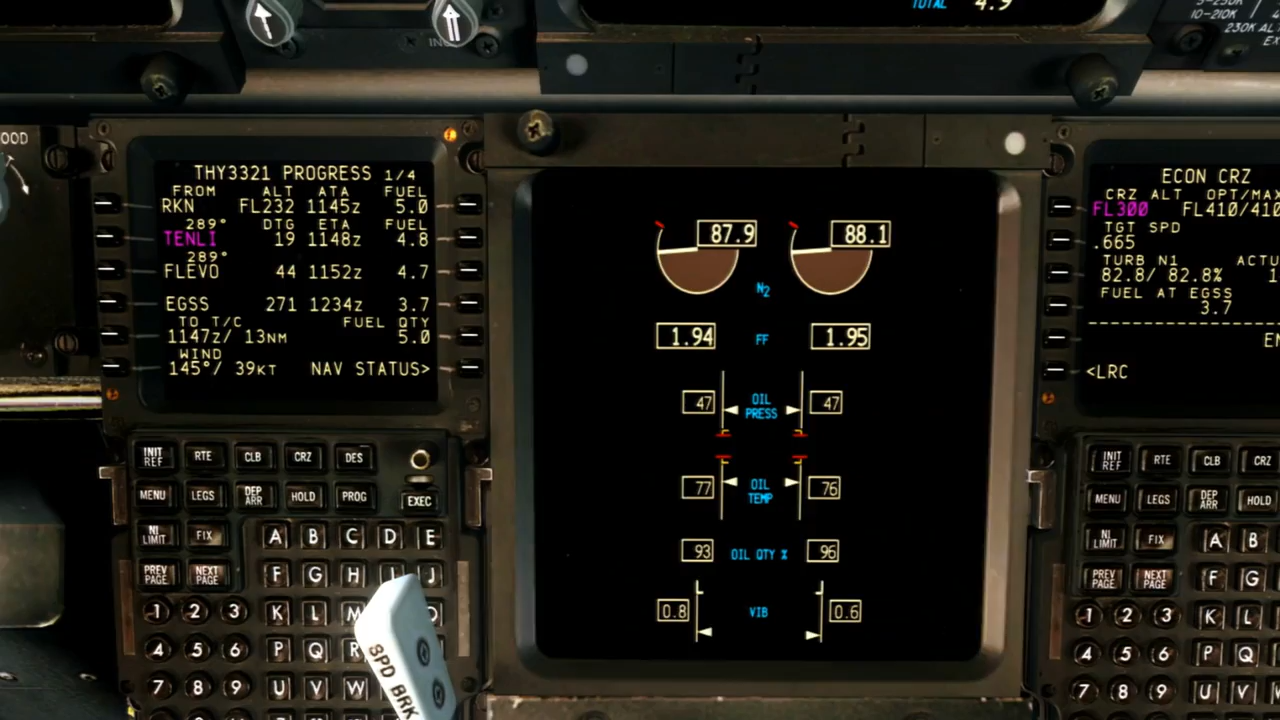 TOTAL 4.9
10-210K
230K ALT
THY3321 PROGRESS 1/4
FROM ALT ATA FUEL
RKN FL232 1145z 5.0
289° DTG ETA FUEL
TENLI 19 1148z 4.8
289°
FLEVO 44 1152z 4.7
EGSS 271 1234z 3.7
TO T/C FUEL QTY
1147z/ 13NM 5.0
WIND
145°/ 39KT NAV STATUS>
87.9 88.1
N2
1.94 FF 1.95
47 OIL PRESS 47
77 OIL TEMP 76
93 OIL QTY % 96
0.8 VIB 0.6
ECON CRZ
CRZ ALT OPT/MAX
FL300 FL410/410
TGT SPD
.665
TURB N1
82.8/ 82.8%
FUEL AT EGSS
3.7
<LRC
INIT REF RTE CLB CRZ DES
MENU LEGS DEP ARR HOLD PROG EXEC
N1 LIMIT FIX A B C D E
PREV PAGE NEXT PAGE F G H I J
1 2 3 K L M O
4 5 6 P Q R
7 8 9 U V W
SPD BRK
INIT REF RTE CLB CRZ
MENU LEGS DEP ARR HOLD
N1 LIMIT FIX A B
PREV PAGE NEXT PAGE F G
1 2 3 K L
4 5 6 P Q
7 8 9 U V